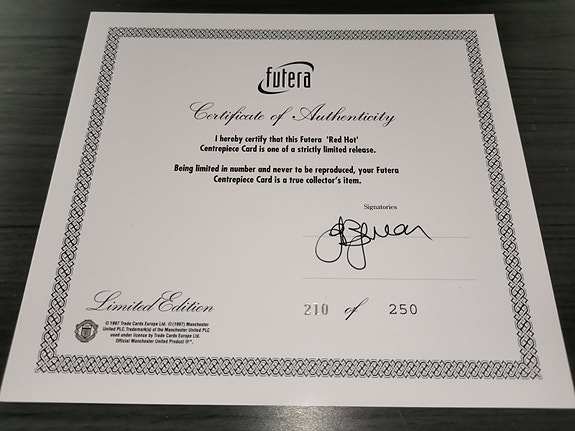 futera
Certificate of Authenticity
I hereby certify that this Futera 'Red Hot'
Centrepiece Card is one of a strictly limited release.
Being limited in number and never to be reproduced, your Futera
Centrepiece Card is a true collector's item.
Signatories
Limited Edition
210 of 250
© 1997 Trade Cards Europe Ltd. © (1997) Manchester
United PLC. Trademark(s) of the Manchester United PLC
used under licence by Trade Cards Europe Ltd.
Official Manchester United Product ®™.